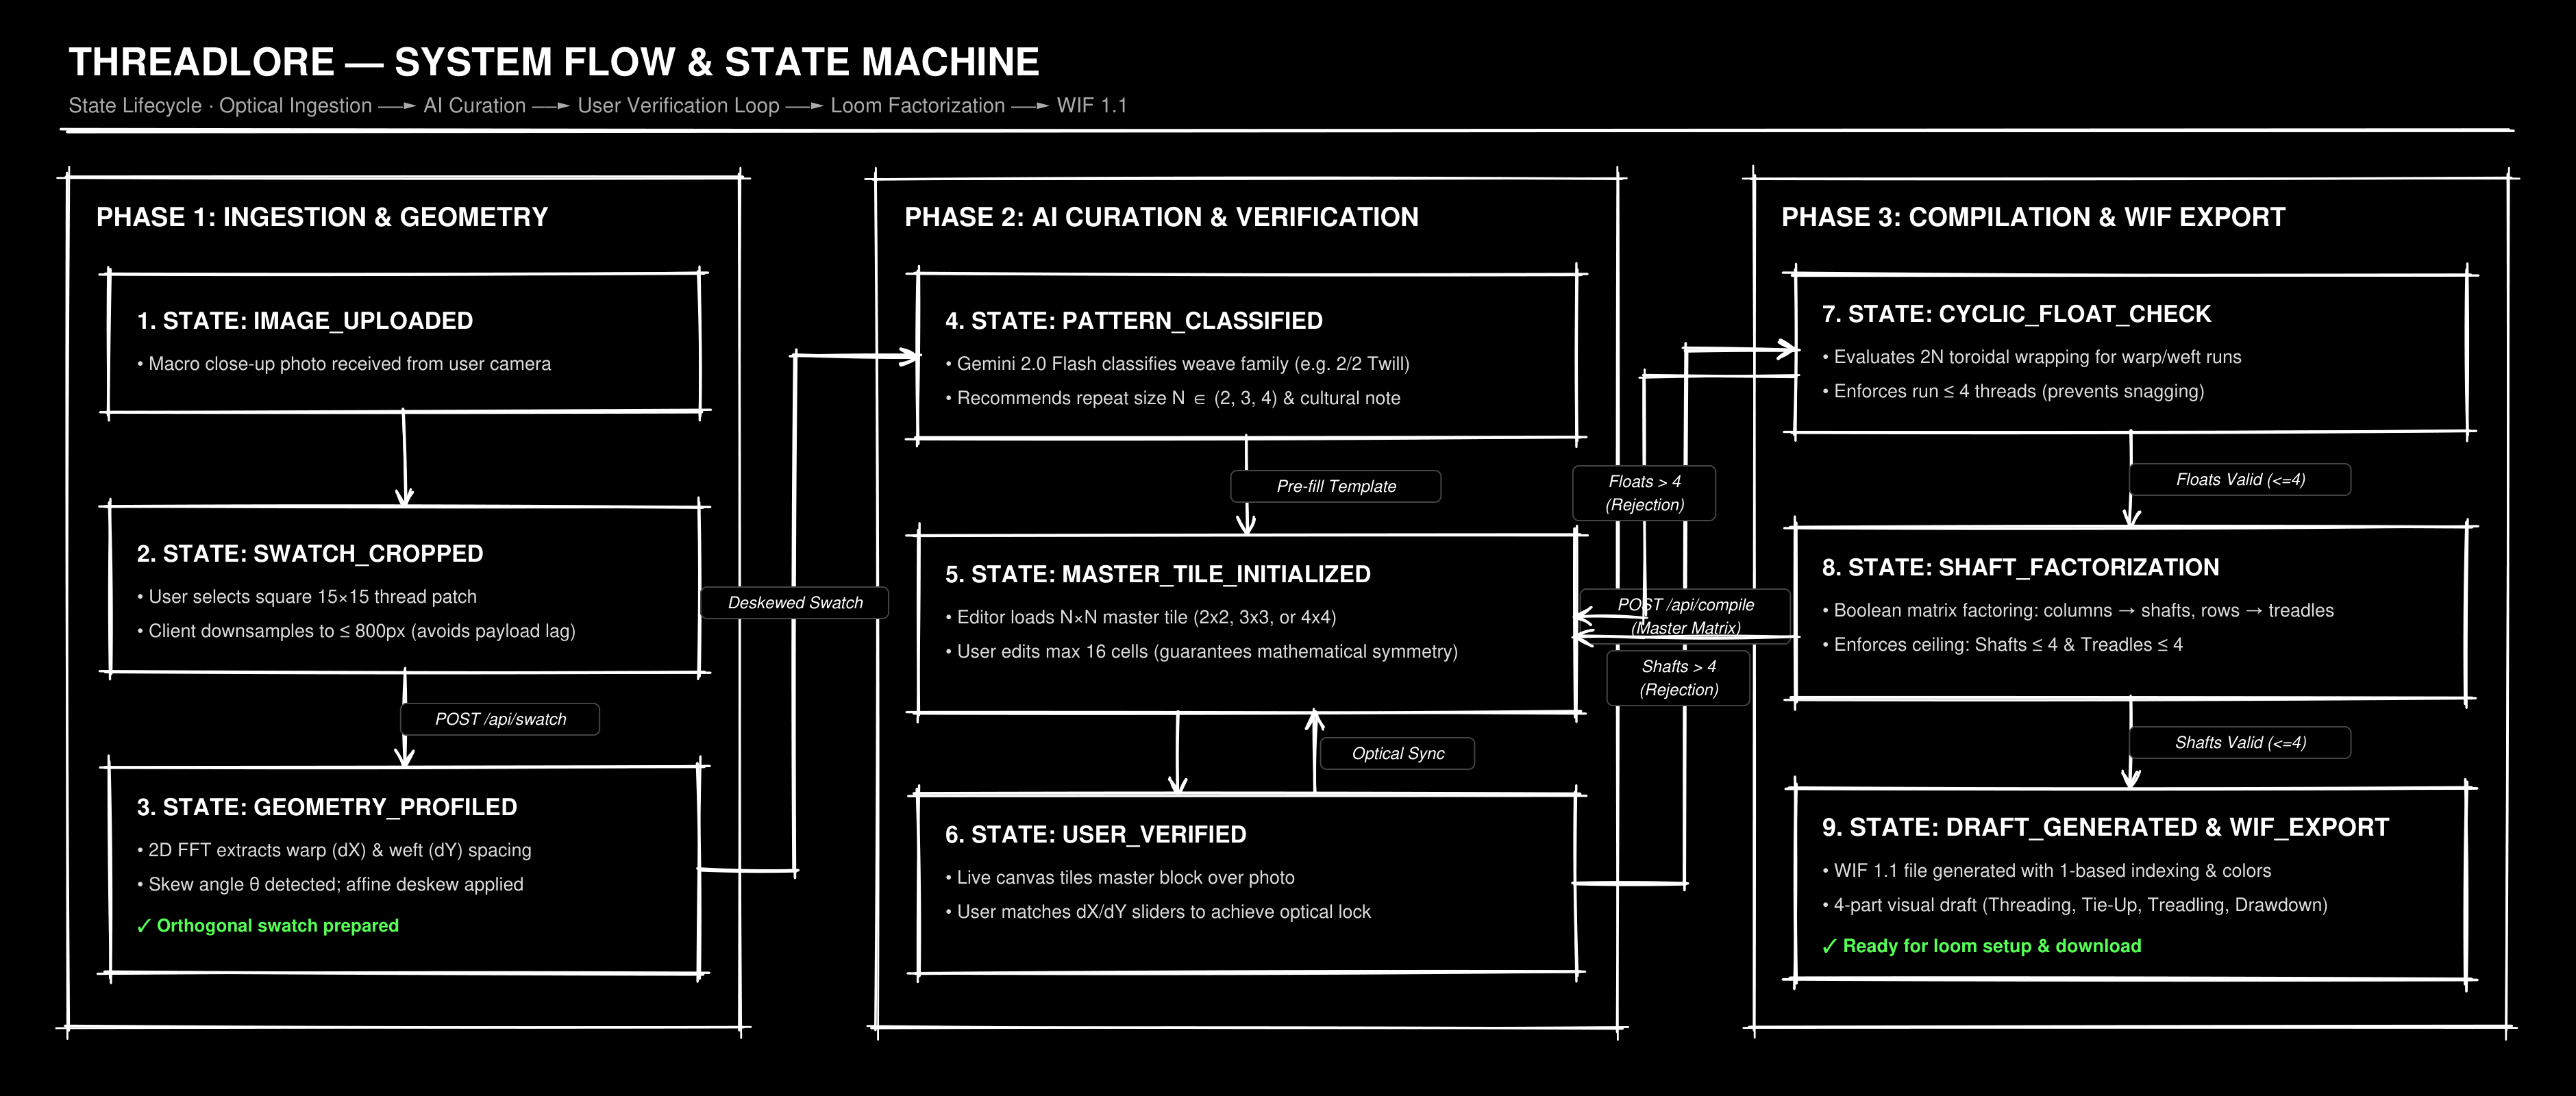 THREADLORE — SYSTEM FLOW & STATE MACHINE
State Lifecycle · Optical Ingestion ──► AI Curation ──► User Verification Loop ──► Loom Factorization ──► WIF 1.1
PHASE 1: INGESTION & GEOMETRY
1. STATE: IMAGE_UPLOADED
• Macro close-up photo received from user camera
2. STATE: SWATCH_CROPPED
• User selects square 15×15 thread patch
• Client downsamples to ≤ 800px (avoids payload lag)
POST /api/swatch
3. STATE: GEOMETRY_PROFILED
• 2D FFT extracts warp (dX) & weft (dY) spacing
• Skew angle θ detected; affine deskew applied
✓ Orthogonal swatch prepared
Deskewed Swatch
PHASE 2: AI CURATION & VERIFICATION
4. STATE: PATTERN_CLASSIFIED
• Gemini 2.0 Flash classifies weave family (e.g. 2/2 Twill)
• Recommends repeat size N ∈ (2, 3, 4) & cultural note
Pre-fill Template
5. STATE: MASTER_TILE_INITIALIZED
• Editor loads N×N master tile (2x2, 3x3, or 4x4)
• User edits max 16 cells (guarantees mathematical symmetry)
Optical Sync
6. STATE: USER_VERIFIED
• Live canvas tiles master block over photo
• User matches dX/dY sliders to achieve optical lock
Floats > 4
(Rejection)
POST /api/compile
(Master Matrix)
Shafts > 4
(Rejection)
PHASE 3: COMPILATION & WIF EXPORT
7. STATE: CYCLIC_FLOAT_CHECK
• Evaluates 2N toroidal wrapping for warp/weft runs
• Enforces run ≤ 4 threads (prevents snagging)
Floats Valid (<=4)
8. STATE: SHAFT_FACTORIZATION
• Boolean matrix factoring: columns → shafts, rows → treadles
• Enforces ceiling: Shafts ≤ 4 & Treadles ≤ 4
Shafts Valid (<=4)
9. STATE: DRAFT_GENERATED & WIF_EXPORT
• WIF 1.1 file generated with 1-based indexing & colors
• 4-part visual draft (Threading, Tie-Up, Treadling, Drawdown)
✓ Ready for loom setup & download